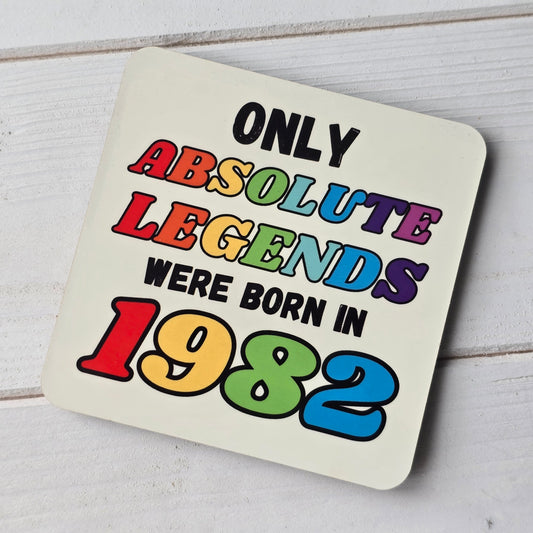 ONLY
ABSOLUTE
LEGENDS
WERE BORN IN
1982